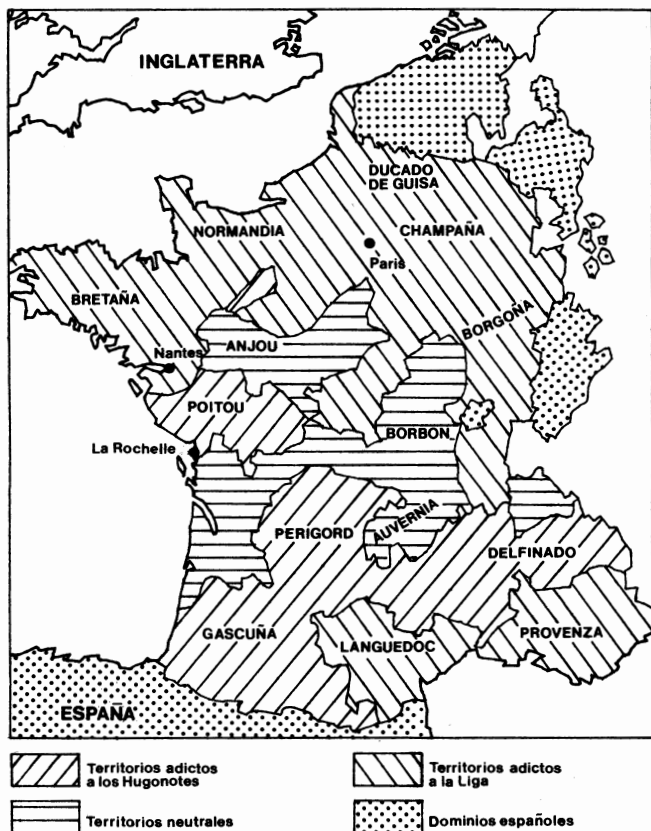 INGLATERRA
DUCADO
DE GUISA
NORMANDIA
CHAMPAÑA
Paris
BRETAÑA
BORGOÑA
ANJOU
Nantes
POITOU
BORBON
La Rochelle
PERIGORD
AUVERNIA
DELFINADO
GASCUÑA
LANGUEDOC
PROVENZA
ESPAÑA
Territorios adictos
a los Hugonotes
Territorios adictos
a la Liga
Territorios neutrales
Dominios españoles